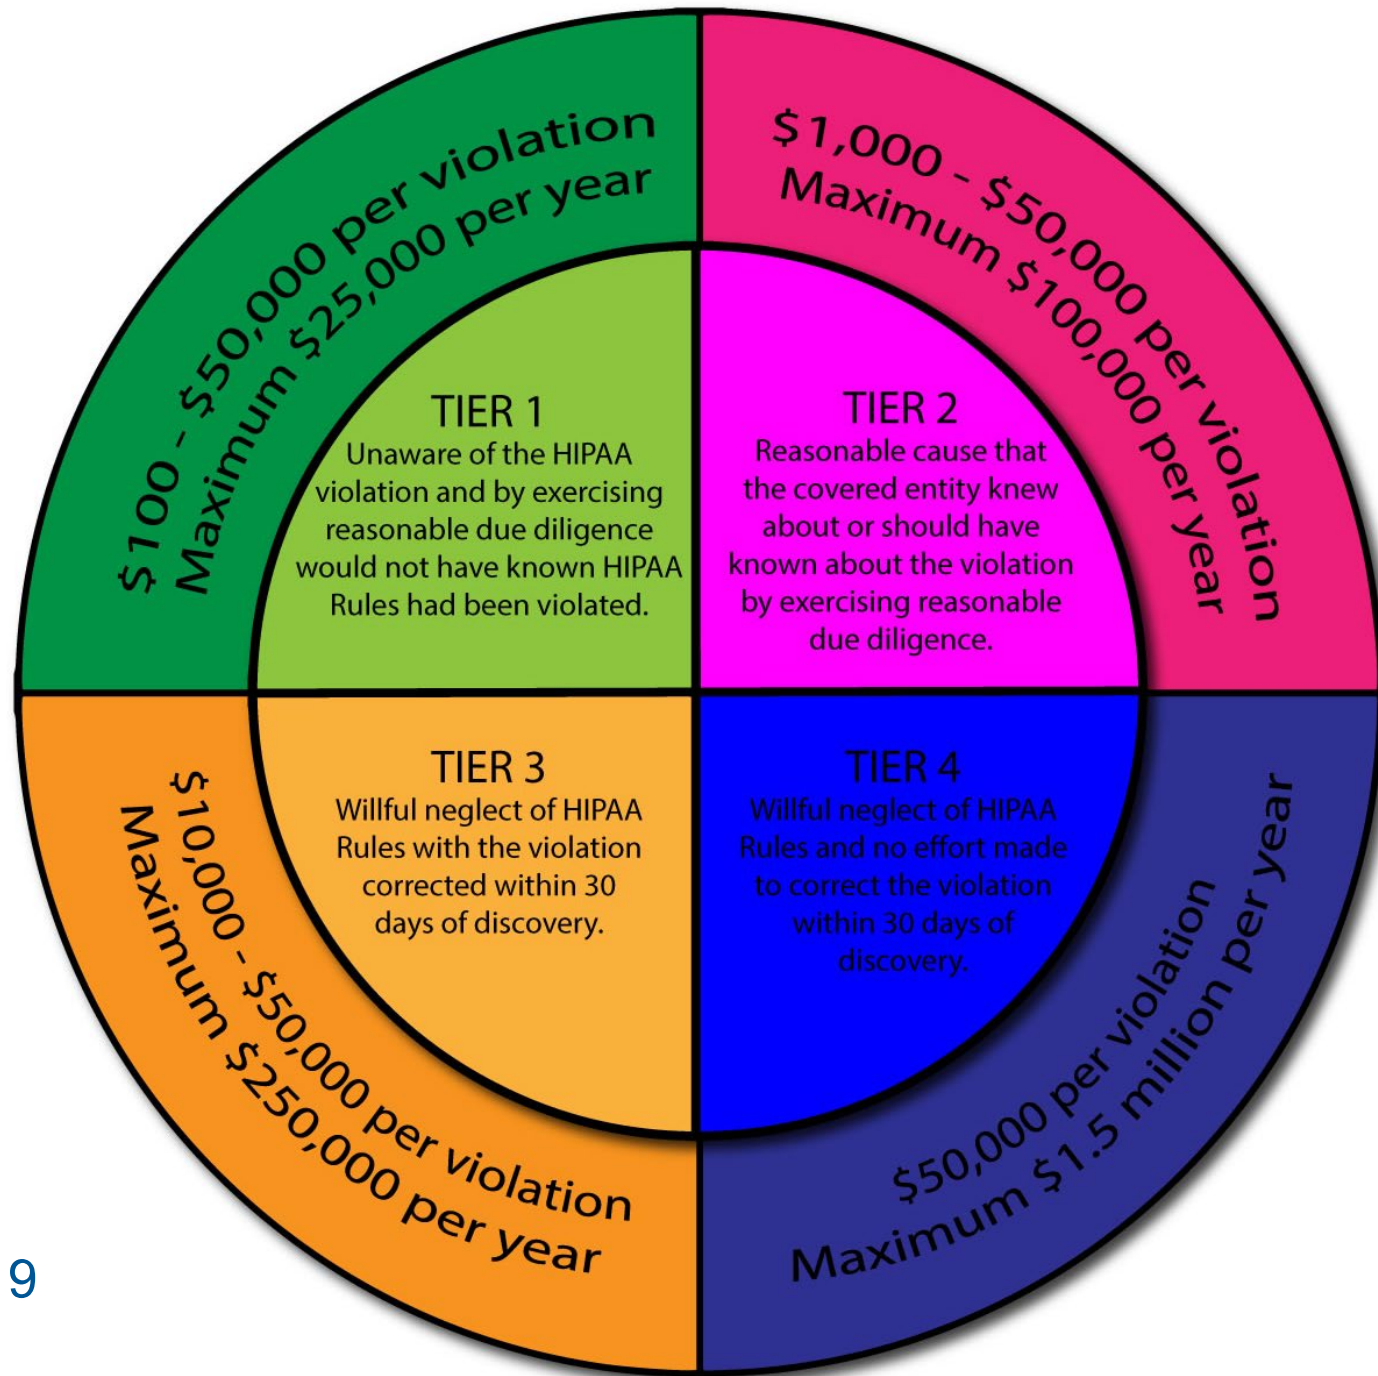 $100 - $50,000 per violation
Maximum $25,000 per year
$1,000 - $50,000 per violation
Maximum $100,000 per year
TIER 1
Unaware of the HIPAA
violation and by exercising
reasonable due diligence
would not have known HIPAA
Rules had been violated.
TIER 2
Reasonable cause that
the covered entity knew
about or should have
known about the violation
by exercising reasonable
due diligence.
TIER 3
Willful neglect of HIPAA
Rules with the violation
corrected within 30
days of discovery.
TIER 4
Willful neglect of HIPAA
Rules and no effort made
to correct the violation
within 30 days of
discovery.
$10,000 - $50,000 per violation
Maximum $250,000 per year
$50,000 per violation
Maximum $1.5 million per year
9